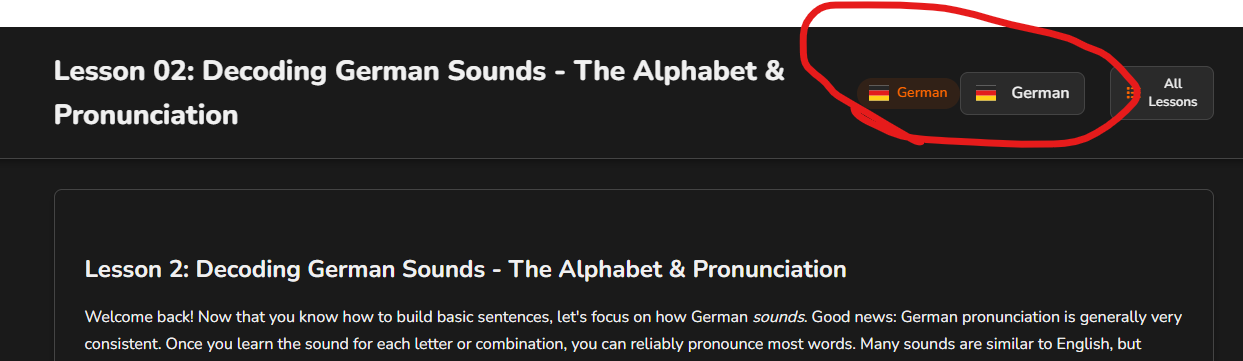 Lesson 02: Decoding German Sounds - The Alphabet &
Pronunciation
German
German
All
Lessons
Lesson 2: Decoding German Sounds - The Alphabet & Pronunciation
Welcome back! Now that you know how to build basic sentences, let's focus on how German sounds. Good news: German pronunciation is generally very
consistent. Once you learn the sound for each letter or combination, you can reliably pronounce most words. Many sounds are similar to English, but